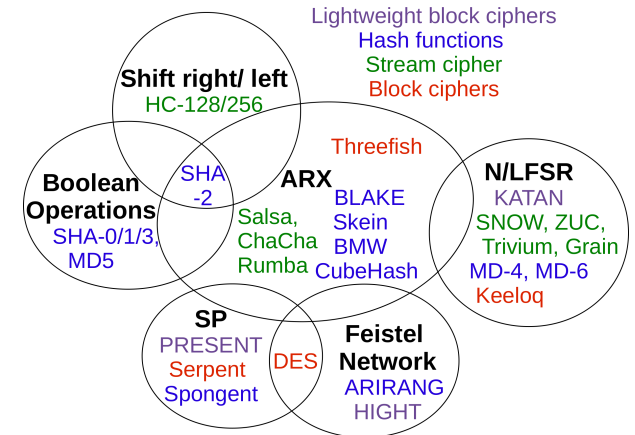 Lightweight block ciphers
Hash functions
Stream cipher
Block ciphers
Shift right/ left
HC-128/256
Threefish
SHA
-2
ARX
BLAKE
Skein
BMW
CubeHash
Salsa,
ChaCha
Rumba
Boolean
Operations
SHA-0/1/3,
MD5
N/LFSR
KATAN
SNOW, ZUC,
Trivium, Grain
MD-4, MD-6
Keeloq
SP
PRESENT
Serpent
Spongent
DES
Feistel
Network
ARIRANG
HIGHT